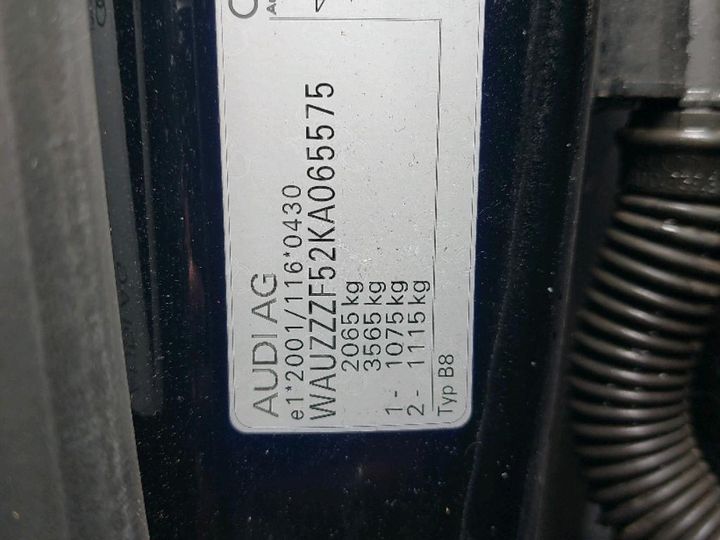 AUDI AG
e1*2001/116*0430
WAUZZZF52KA065575
2065 kg
3565 kg
1- 1075 kg
2- 1115 kg
Typ B8